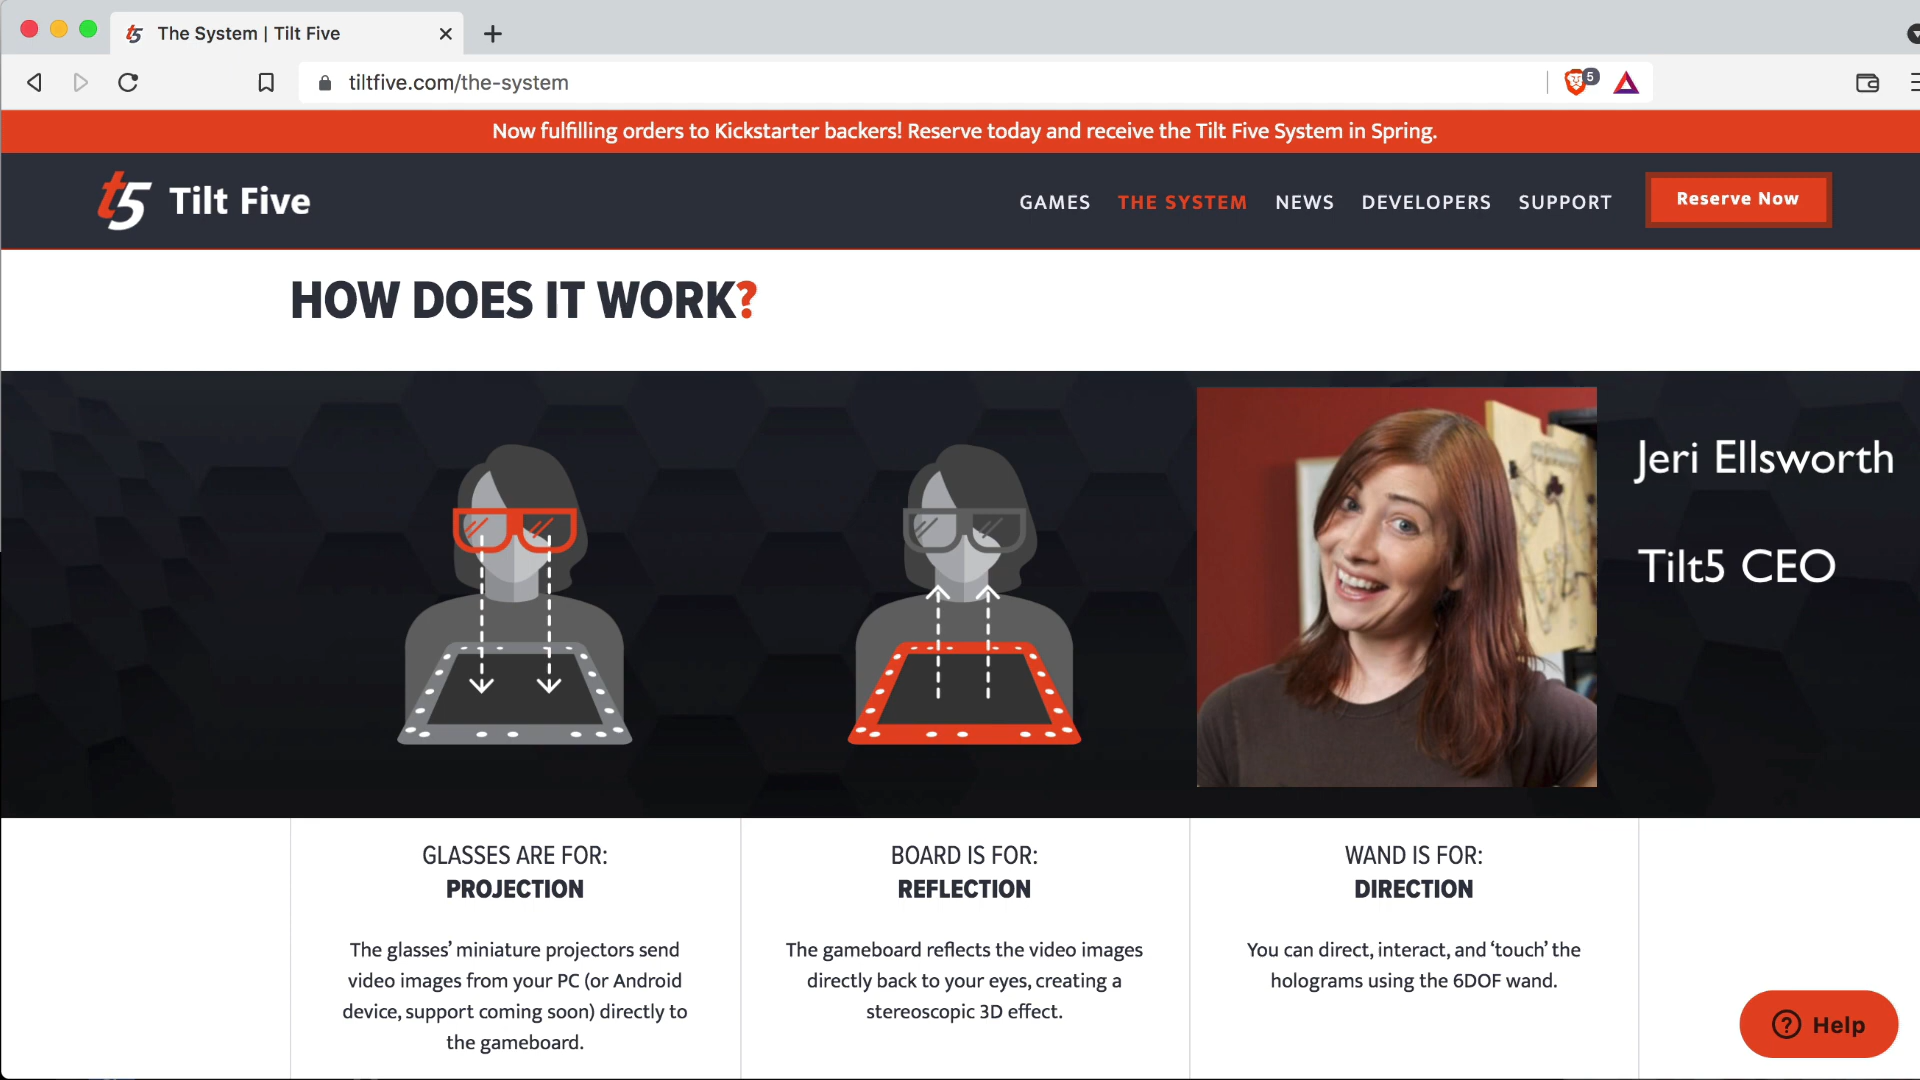 The System | Tilt Five
tiltfive.com/the-system
5
Now fulfilling orders to Kickstarter backers! Reserve today and receive the Tilt Five System in Spring.
t5 Tilt Five
GAMES THE SYSTEM NEWS DEVELOPERS SUPPORT Reserve Now
HOW DOES IT WORK?
Jeri Ellsworth
Tilt5 CEO
GLASSES ARE FOR:
PROJECTION
The glasses’ miniature projectors send
video images from your PC (or Android
device, support coming soon) directly to
the gameboard.
BOARD IS FOR:
REFLECTION
The gameboard reflects the video images
directly back to your eyes, creating a
stereoscopic 3D effect.
WAND IS FOR:
DIRECTION
You can direct, interact, and ‘touch’ the
holograms using the 6DOF wand.
Help